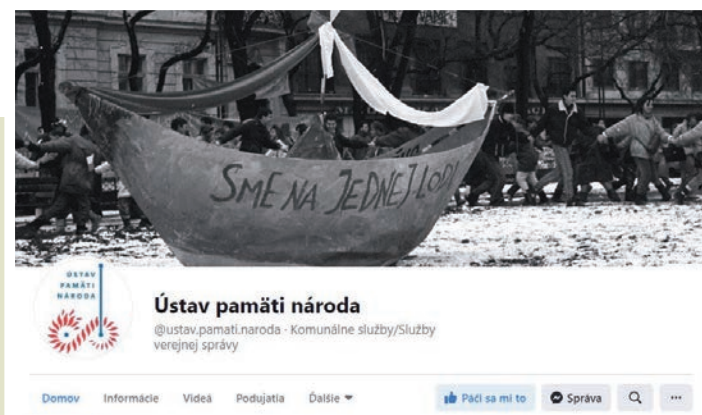 SME NA JEDNEJ LODI
ÚSTAV
PAMÄTI
NÁRODA
Ústav pamäti národa
@ustav.pamati.naroda · Komunálne služby/Služby
verejnej správy
Domov Informácie Videá Podujatia Ďalšie
Páči sa mi to Správa